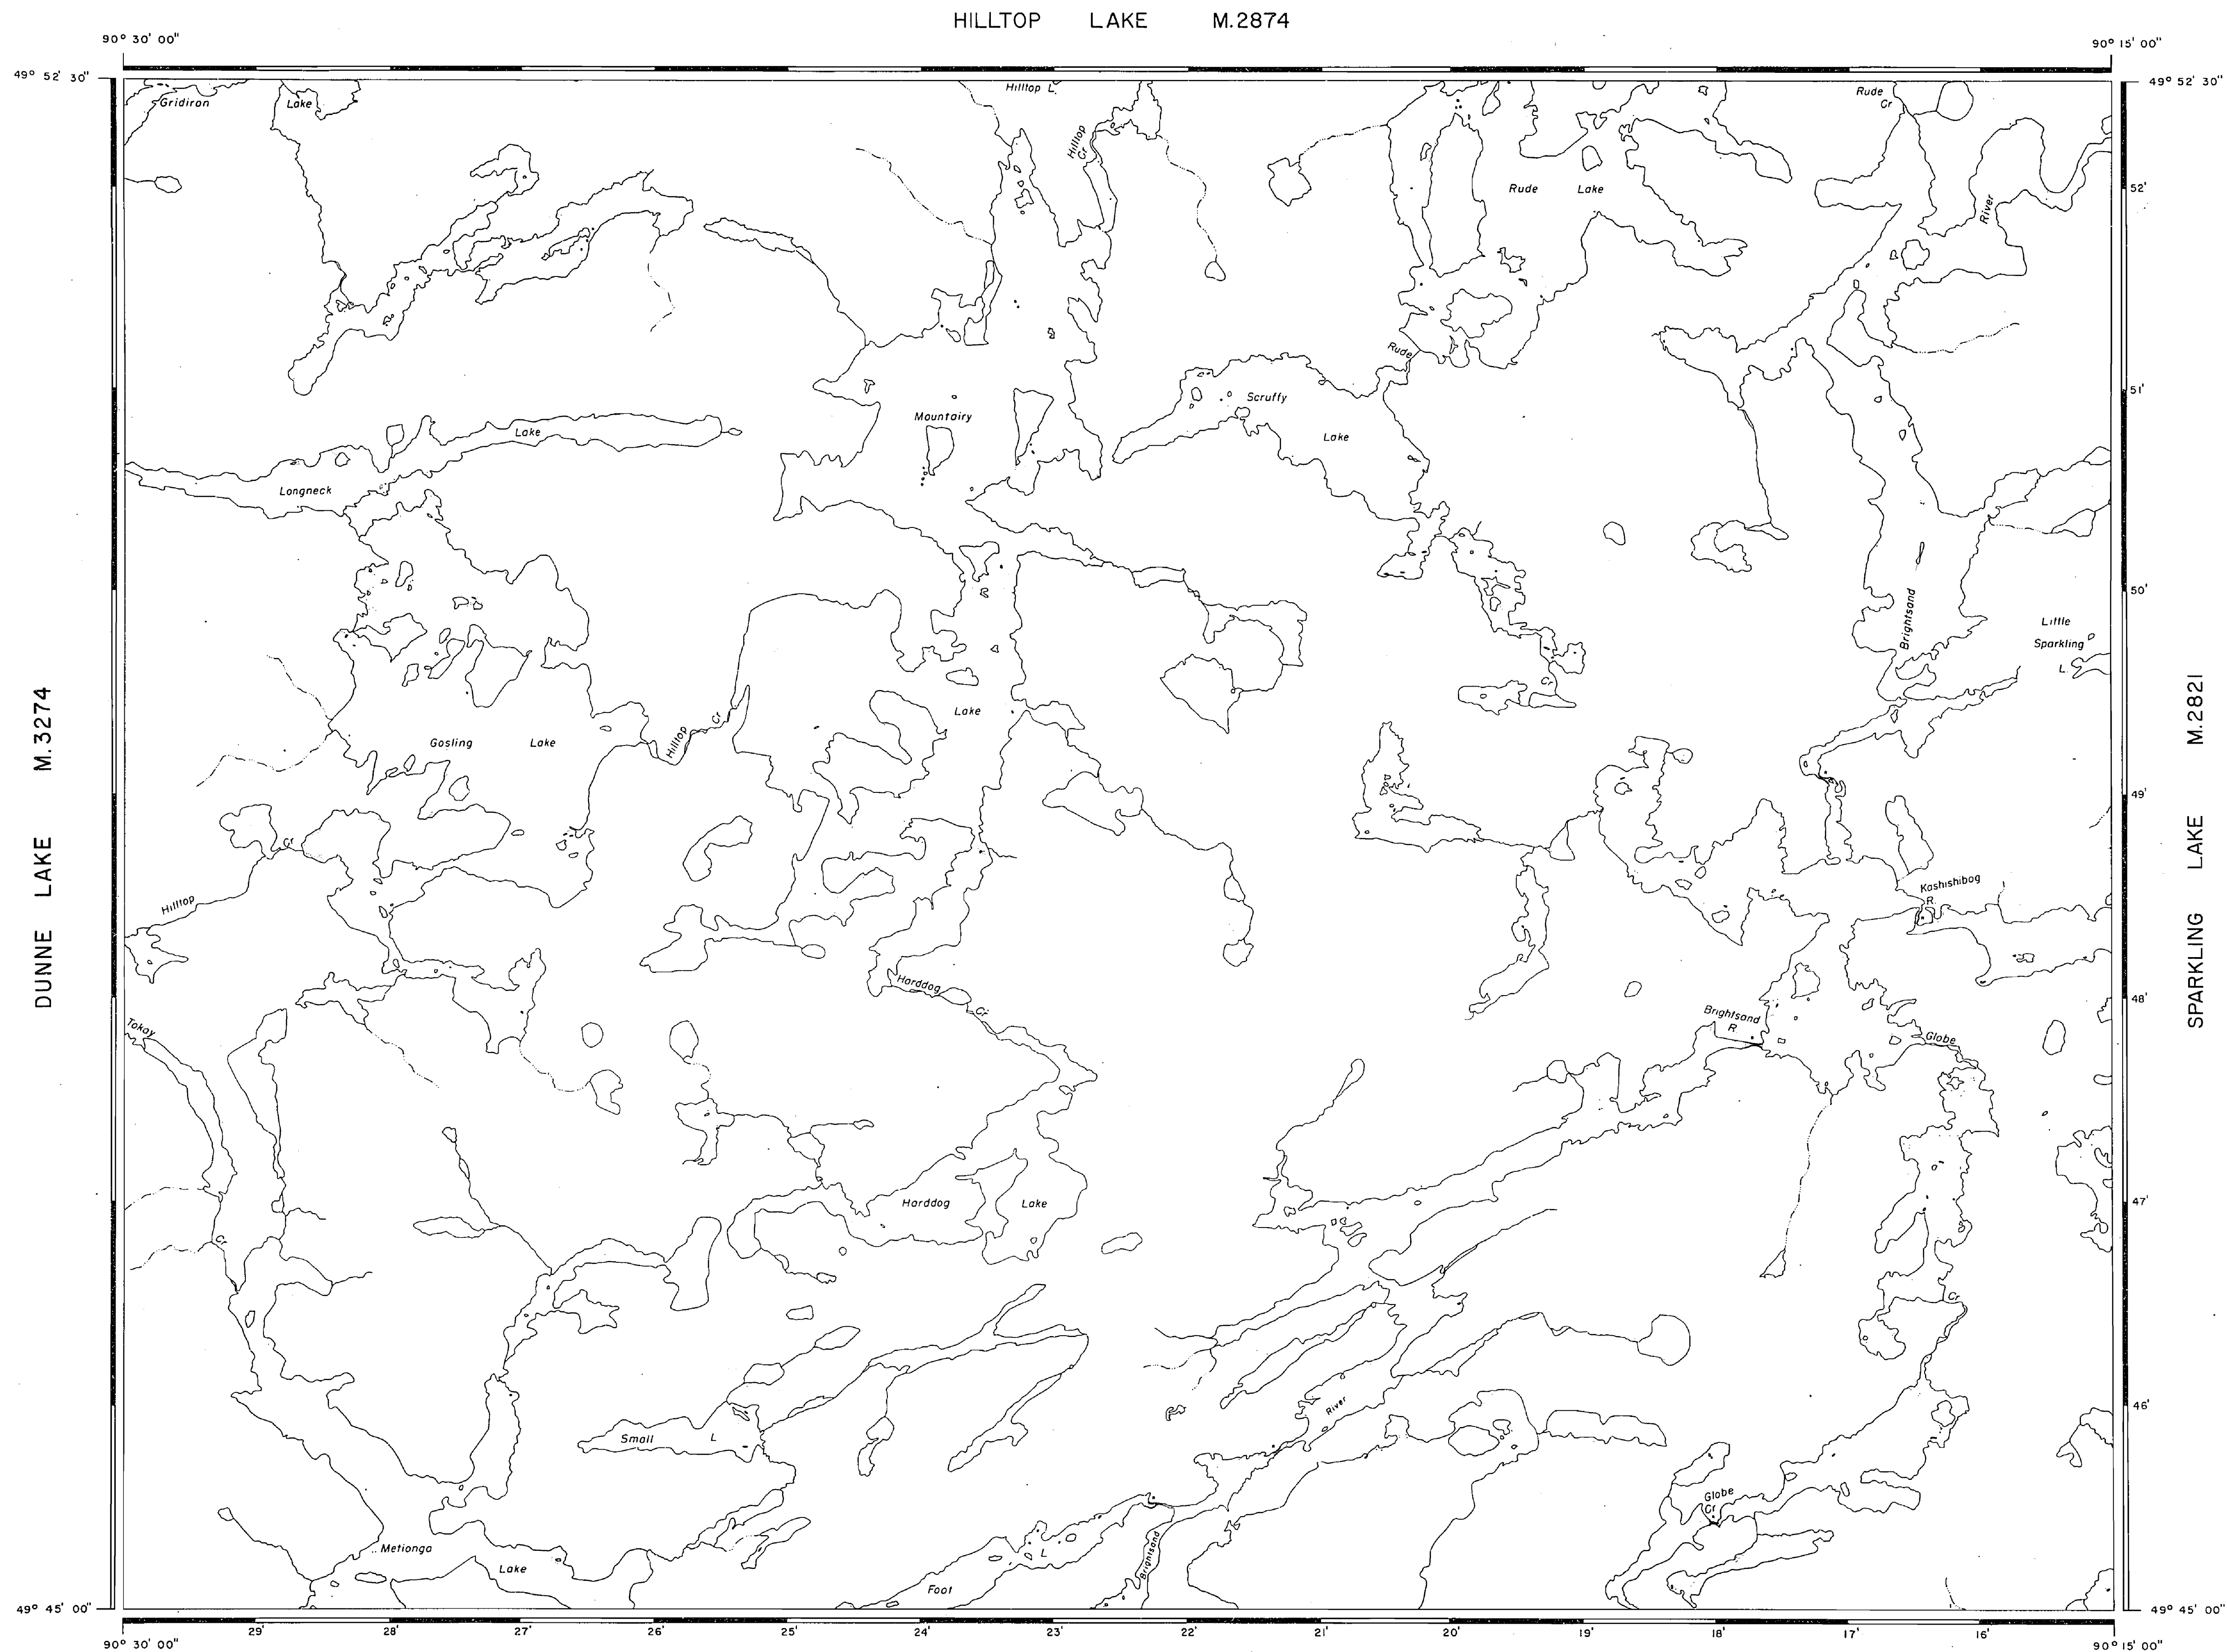 HILLTOP LAKE M.2874
90° 30' 00"
90° 15' 00"
49° 52' 30"
49° 52' 30"
Gridiron Lake
Hilltop L.
Rude Cr
Hilltop Cr
Rude Lake
52'
River
Rude
51'
Scruffy Lake
Mountairy
Lake
Longneck
50'
Brightsand
Little
Sparkling
L.
Cr
Lake
Gosling Lake
Hilltop Cr
DUNNE LAKE M.3274
SPARKLING LAKE M.2821
49'
Cr
Hilltop
Kashishibog
R.
Harddog
Cr
48'
Tokay
Brightsand
R
Globe
Harddog Lake
47'
Cr
Cr
River
46'
Small L
Globe
Cr
Metionga
Lake
L
Foot
Brightsand
49° 45' 00"
49° 45' 00"
29' 28' 27' 26' 25' 24' 23' 22' 21' 20' 19' 18' 17' 16'
90° 30' 00"
90° 15' 00"